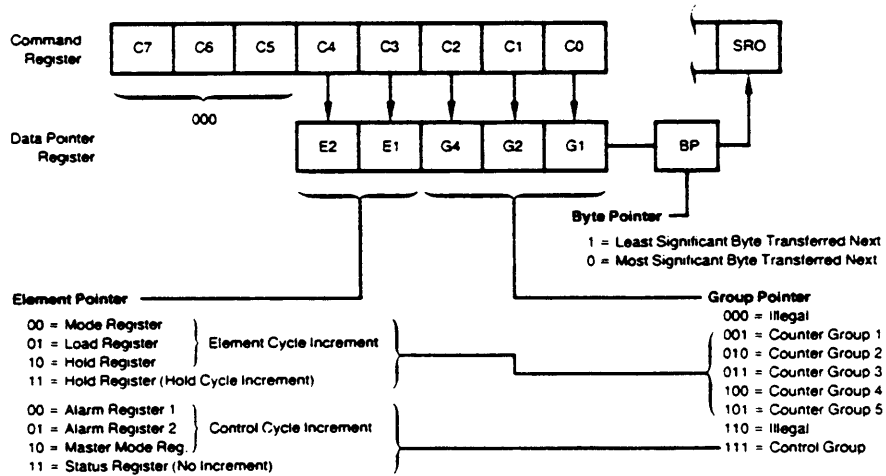 Command
Register
C7 C6 C5 C4 C3 C2 C1 C0
SRO
000
Data Pointer
Register
E2 E1 G4 G2 G1
BP
Byte Pointer
1 = Least Significant Byte Transferred Next
0 = Most Significant Byte Transferred Next
Element Pointer
00 = Mode Register
01 = Load Register
10 = Hold Register
Element Cycle Increment
11 = Hold Register (Hold Cycle Increment)
00 = Alarm Register 1
01 = Alarm Register 2
10 = Master Mode Reg.
Control Cycle Increment
11 = Status Register (No Increment)
Group Pointer
000 = Illegal
001 = Counter Group 1
010 = Counter Group 2
011 = Counter Group 3
100 = Counter Group 4
101 = Counter Group 5
110 = Illegal
111 = Control Group